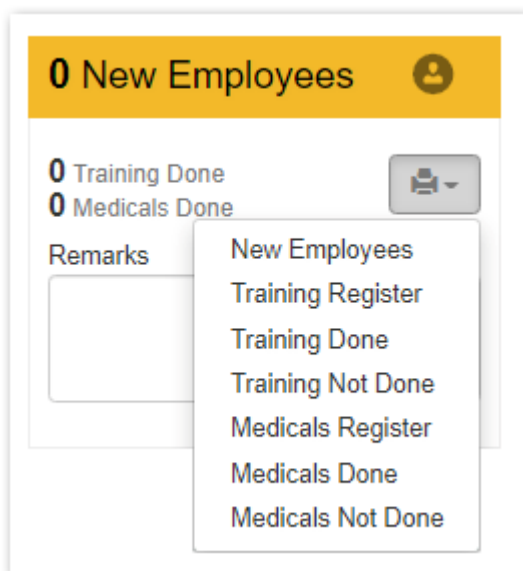 0 New Employees
0 Training Done
0 Medicals Done
Remarks
New Employees
Training Register
Training Done
Training Not Done
Medicals Register
Medicals Done
Medicals Not Done